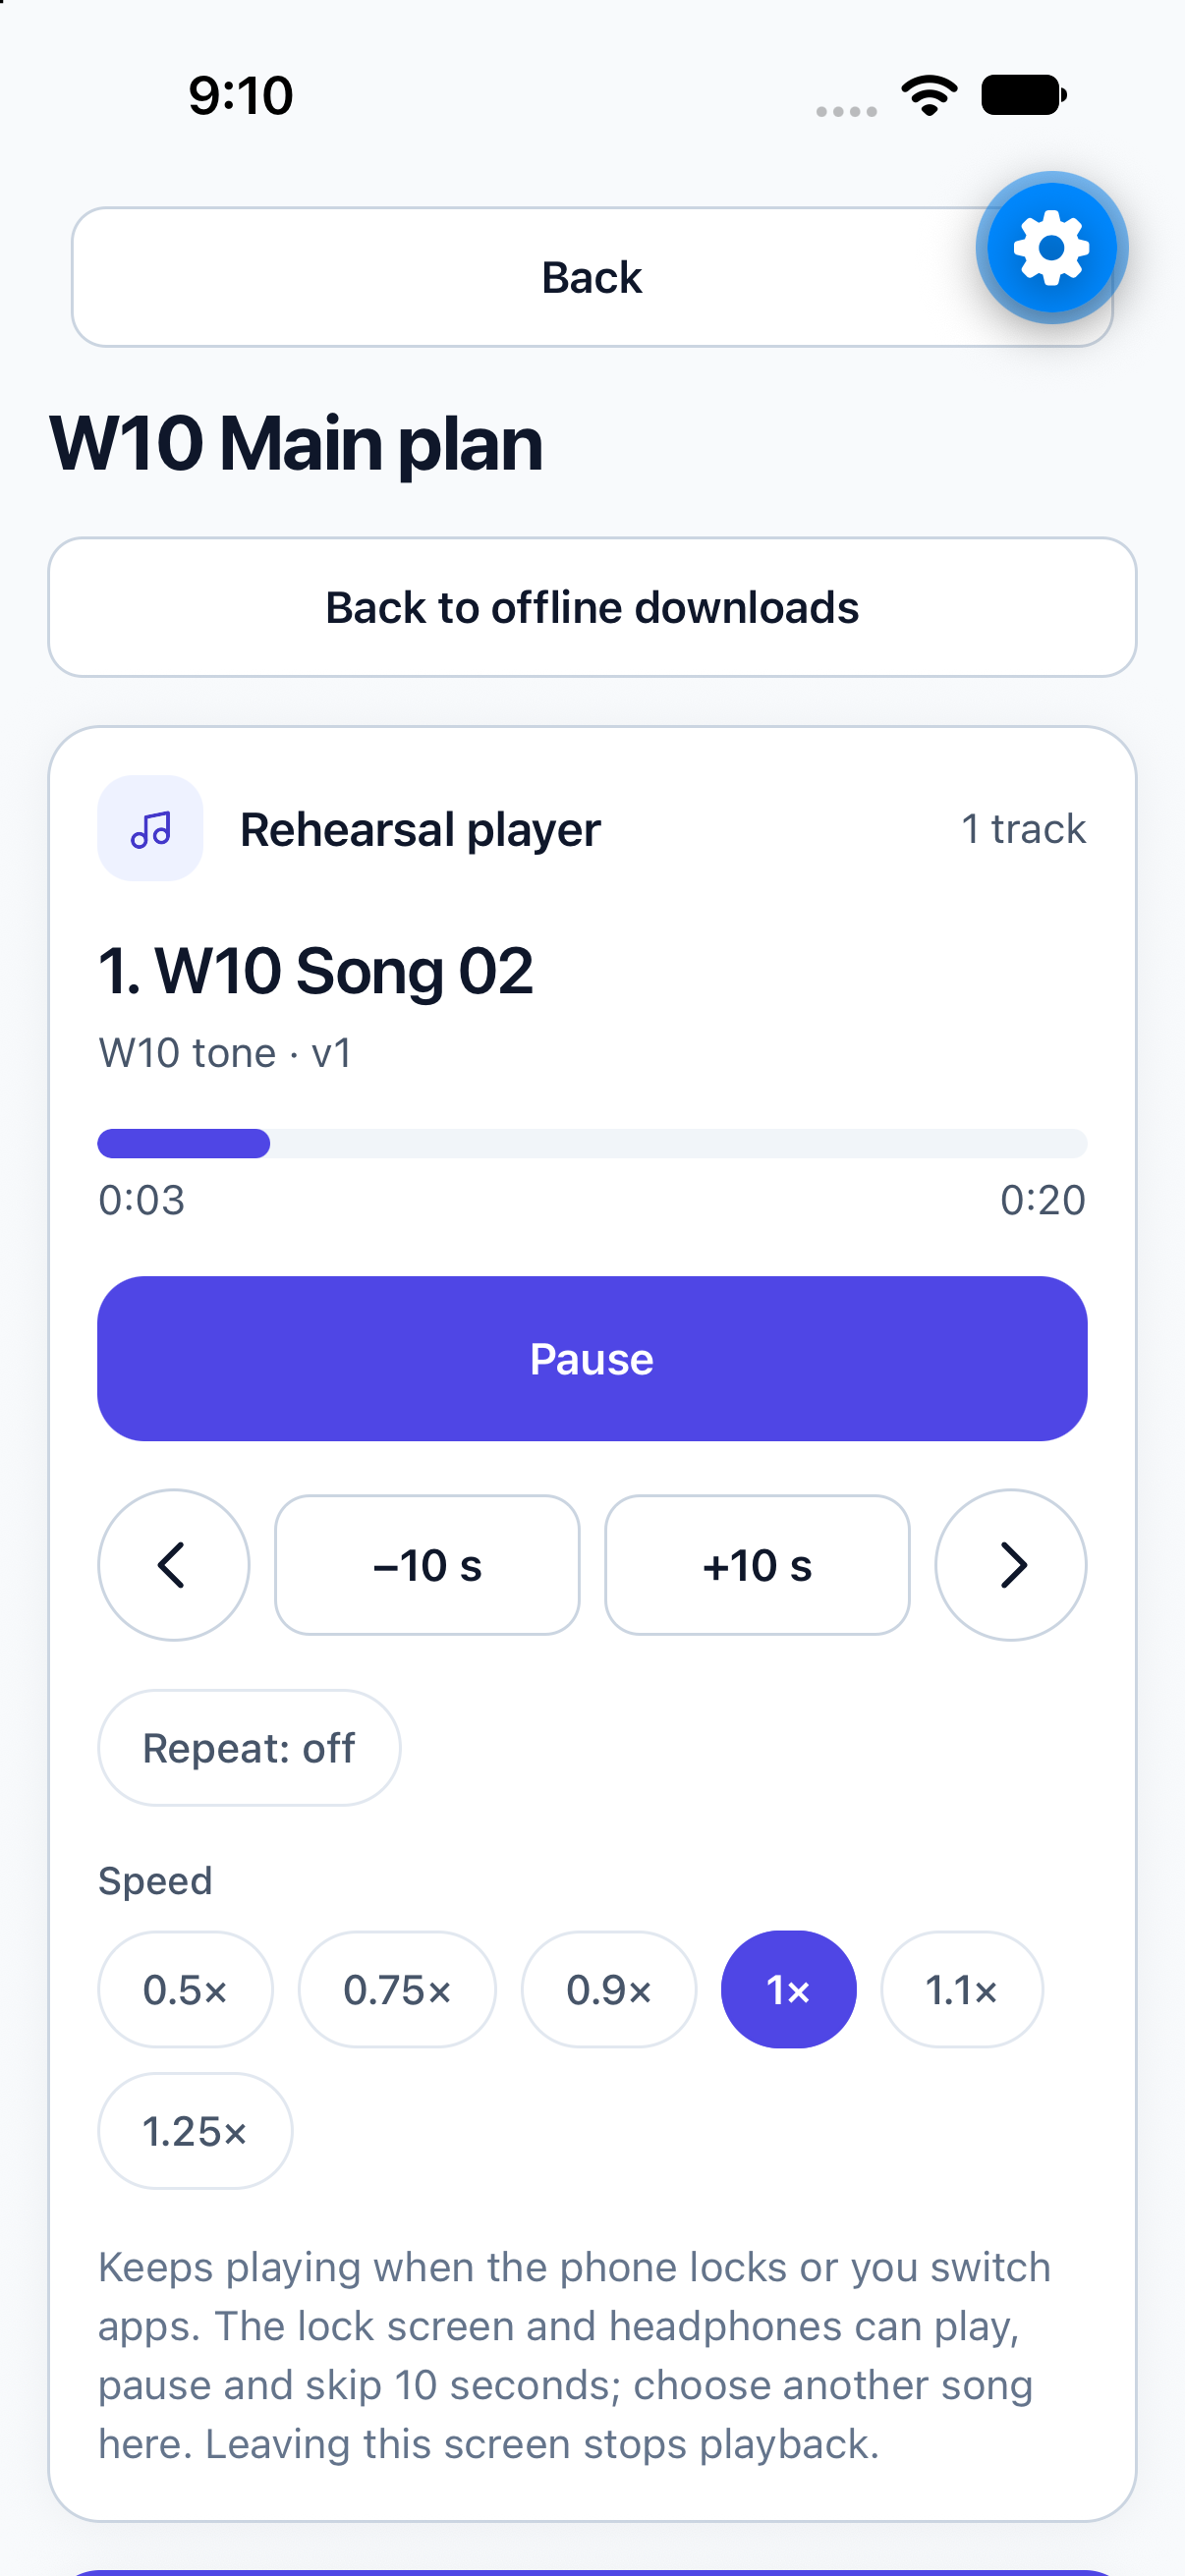 9:10
Back
W10 Main plan
Back to offline downloads
Rehearsal player
1 track
1. W10 Song 02
W10 tone · v1
0:03
0:20
Pause
–10 s
+10 s
Repeat: off
Speed
0.5×
0.75×
0.9×
1×
1.1×
1.25×
Keeps playing when the phone locks or you switch
apps. The lock screen and headphones can play,
pause and skip 10 seconds; choose another song
here. Leaving this screen stops playback.